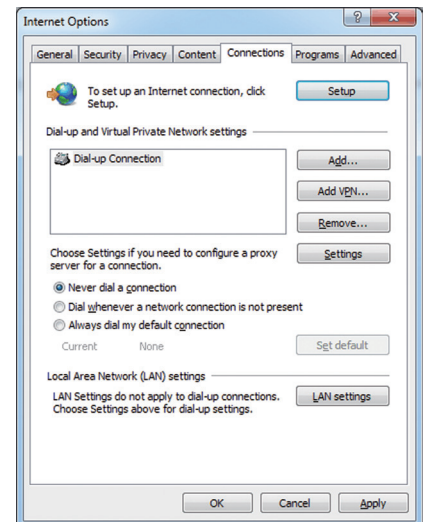 Internet Options
General Security Privacy Content Connections Programs Advanced
To set up an Internet connection, click
Setup.
Setup
Dial-up and Virtual Private Network settings
Dial-up Connection
Add...
Add VPN...
Remove...
Choose Settings if you need to configure a proxy
server for a connection.
Settings
Never dial a connection
Dial whenever a network connection is not present
Always dial my default connection
Current None
Set default
Local Area Network (LAN) settings
LAN Settings do not apply to dial-up connections.
Choose Settings above for dial-up settings.
LAN settings
OK Cancel Apply